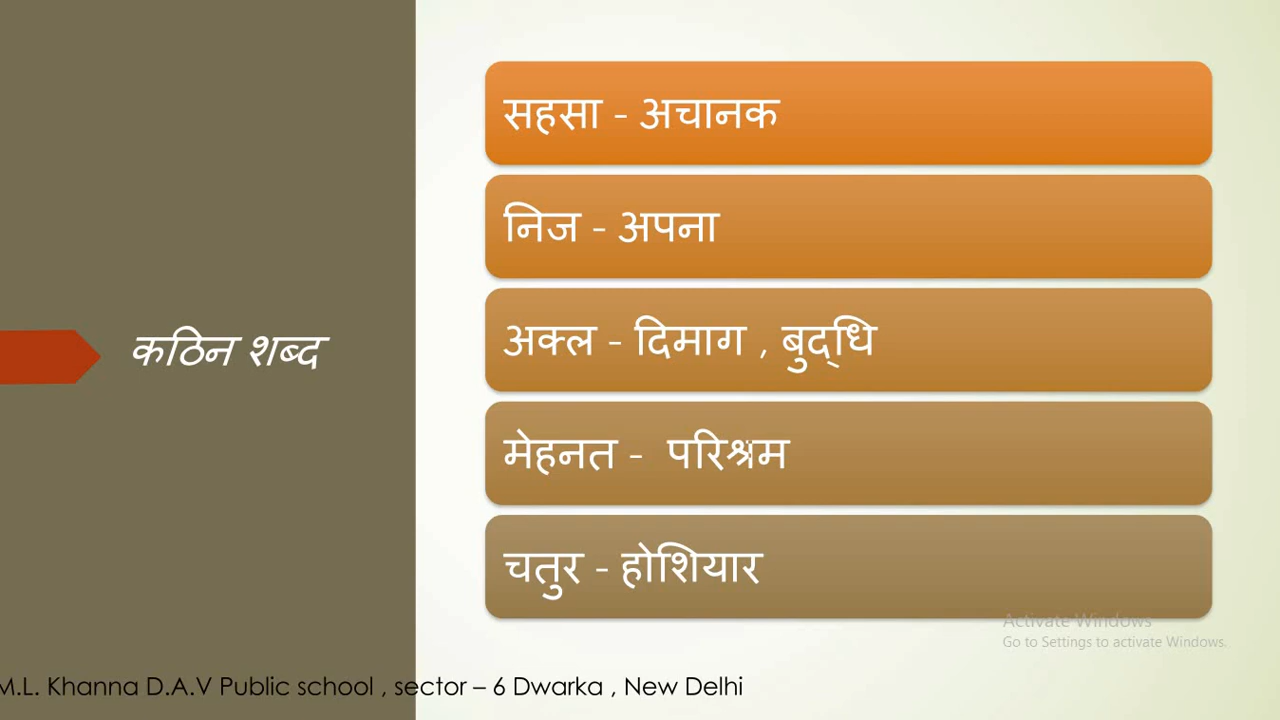 सहसा - अचानक
निज - अपना
अक्ल - दिमाग , बुद्धि
कठिन शब्द
मेहनत - परिश्रम
चतुर - होशियार
Activate Windows
Go to Settings to activate Windows.
M.L. Khanna D.A.V Public school , sector – 6 Dwarka , New Delhi